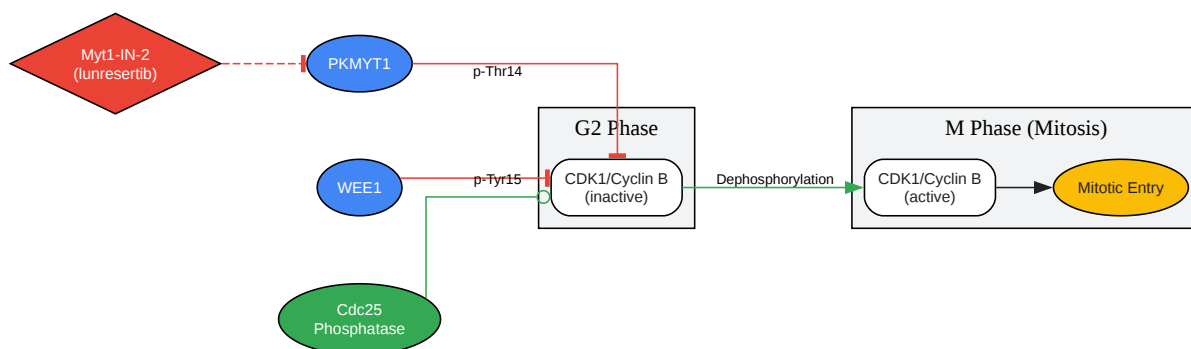 Myt1-IN-2
(lunresertib)
PKMYT1
p-Thr14
G2 Phase
M Phase (Mitosis)
WEE1
p-Tyr15
CDK1/Cyclin B
(inactive)
Dephosphorylation
CDK1/Cyclin B
(active)
Mitotic Entry
Cdc25
Phosphatase